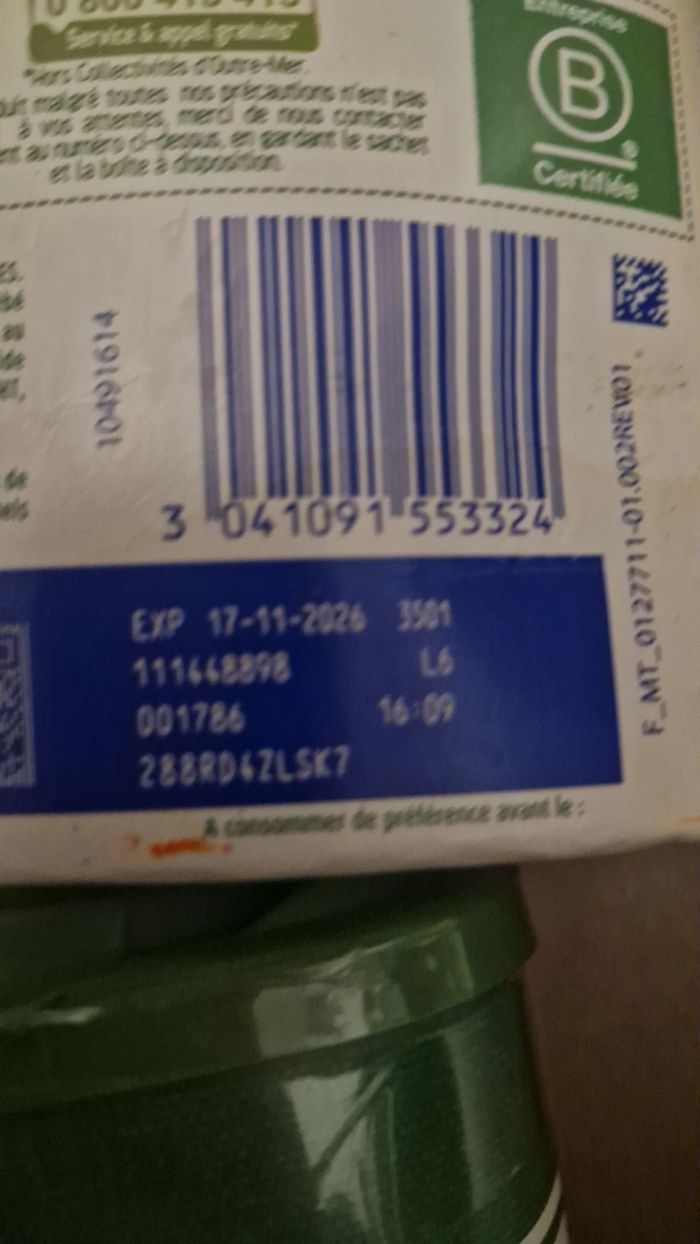 Service & appel gratuits*
*Hors Collectivités d'Outre-Mer.
malgré toutes nos précautions n'est pas
à vos attentes, merci de nous contacter
au numéro ci-dessus, en gardant le sachet
et la boîte à disposition.
Entreprise
B
Certifiée
10491614
3 041091 553324
F_MT_0127711-01.002REV01
EXP 17-11-2026 3501
111448898 L6
001786 16:09
288RD4ZLSK7
A consommer de préférence avant le :